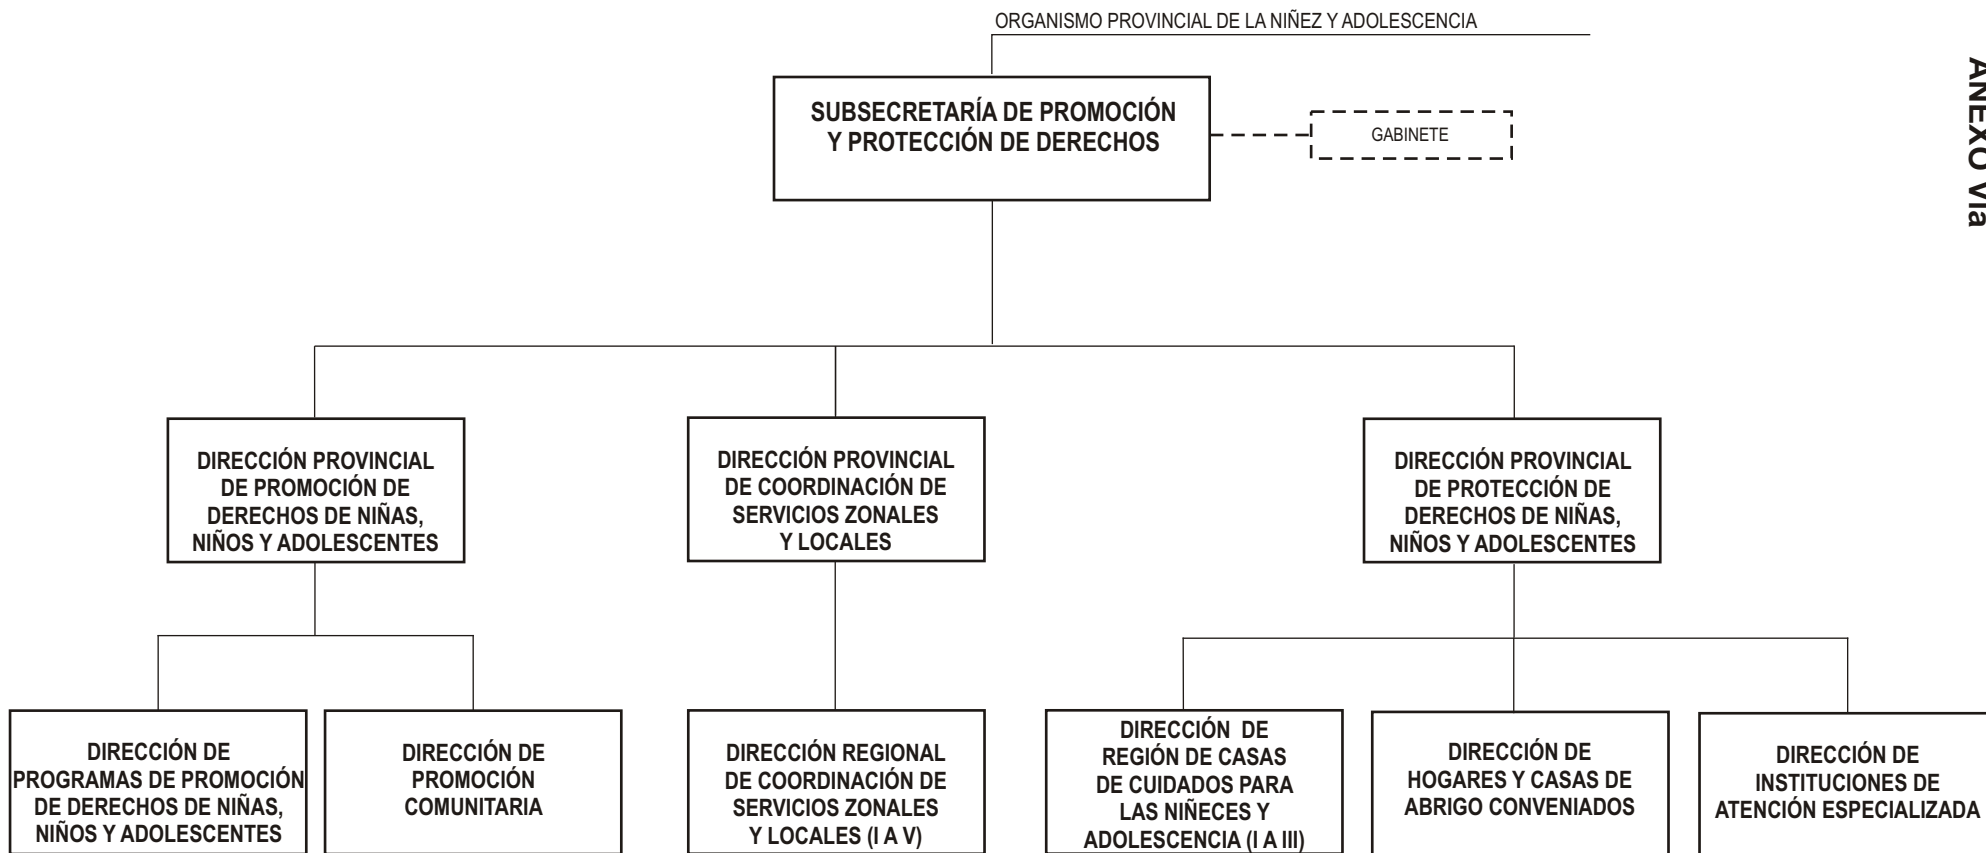 ORGANISMO PROVINCIAL DE LA NIÑEZ Y ADOLESCENCIA
ANEXO VIa
SUBSECRETARÍA DE PROMOCIÓN
Y PROTECCIÓN DE DERECHOS
GABINETE
DIRECCIÓN PROVINCIAL
DE PROMOCIÓN DE
DERECHOS DE NIÑAS,
NIÑOS Y ADOLESCENTES
DIRECCIÓN PROVINCIAL
DE COORDINACIÓN DE
SERVICIOS ZONALES
Y LOCALES
DIRECCIÓN PROVINCIAL
DE PROTECCIÓN DE
DERECHOS DE NIÑAS,
NIÑOS Y ADOLESCENTES
DIRECCIÓN DE
PROGRAMAS DE PROMOCIÓN
DE DERECHOS DE NIÑAS,
NIÑOS Y ADOLESCENTES
DIRECCIÓN DE
PROMOCIÓN
COMUNITARIA
DIRECCIÓN REGIONAL
DE COORDINACIÓN DE
SERVICIOS ZONALES
Y LOCALES (I A V)
DIRECCIÓN DE
REGIÓN DE CASAS
DE CUIDADOS PARA
LAS NIÑECES Y
ADOLESCENCIA (I A III)
DIRECCIÓN DE
HOGARES Y CASAS DE
ABRIGO CONVENIADOS
DIRECCIÓN DE
INSTITUCIONES DE
ATENCIÓN ESPECIALIZADA